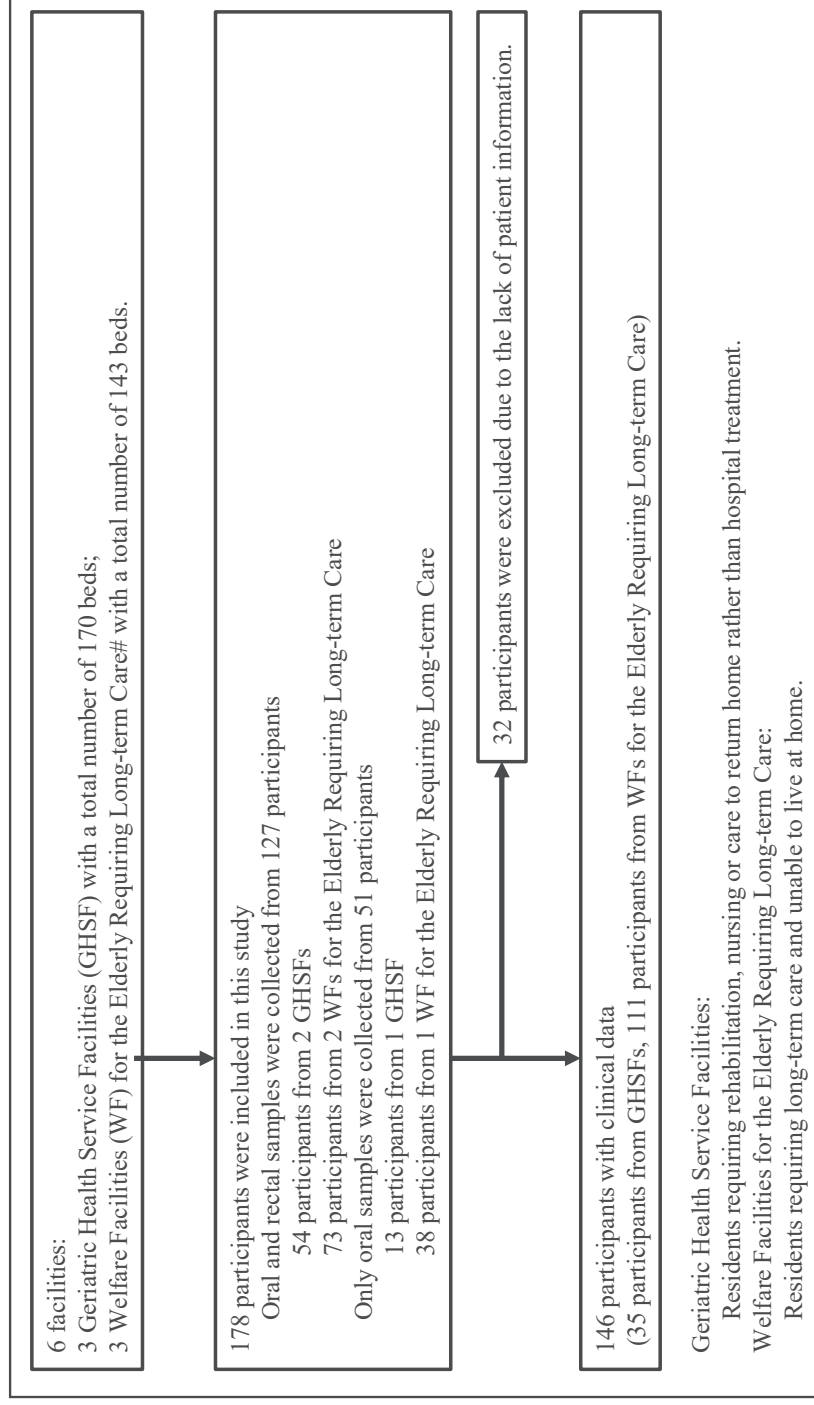 6 facilities:
3 Geriatric Health Service Facilities (GHSF) with a total number of 170 beds;
3 Welfare Facilities (WF) for the Elderly Requiring Long-term Care# with a total number of 143 beds.
178 participants were included in this study
Oral and rectal samples were collected from 127 participants
54 participants from 2 GHSFs
73 participants from 2 WFs for the Elderly Requiring Long-term Care
Only oral samples were collected from 51 participants
13 participants from 1 GHSF
38 participants from 1 WF for the Elderly Requiring Long-term Care
32 participants were excluded due to the lack of patient information.
146 participants with clinical data
(35 participants from GHSFs, 111 participants from WFs for the Elderly Requiring Long-term Care)
Geriatric Health Service Facilities:
Residents requiring rehabilitation, nursing or care to return home rather than hospital treatment.
Welfare Facilities for the Elderly Requiring Long-term Care:
Residents requiring long-term care and unable to live at home.